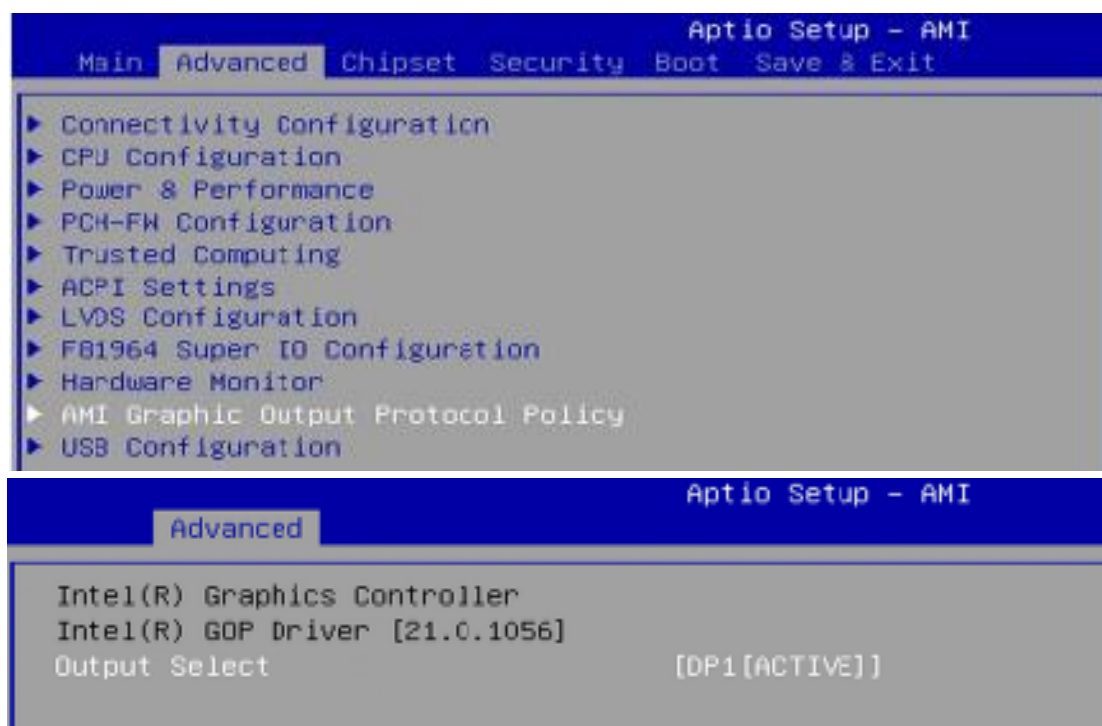 Aptio Setup – AMI
Main Advanced Chipset Security Boot Save & Exit
Connectivity Configuration
CPU Configuration
Power & Performance
PCH-FW Configuration
Trusted Computing
ACPI Settings
LVDS Configuration
F81964 Super IO Configuration
Hardware Monitor
AMI Graphic Output Protocol Policy
USB Configuration
Aptio Setup – AMI
Advanced
Intel(R) Graphics Controller
Intel(R) GOP Driver [21.0.1056]
Output Select [DP1[ACTIVE]]